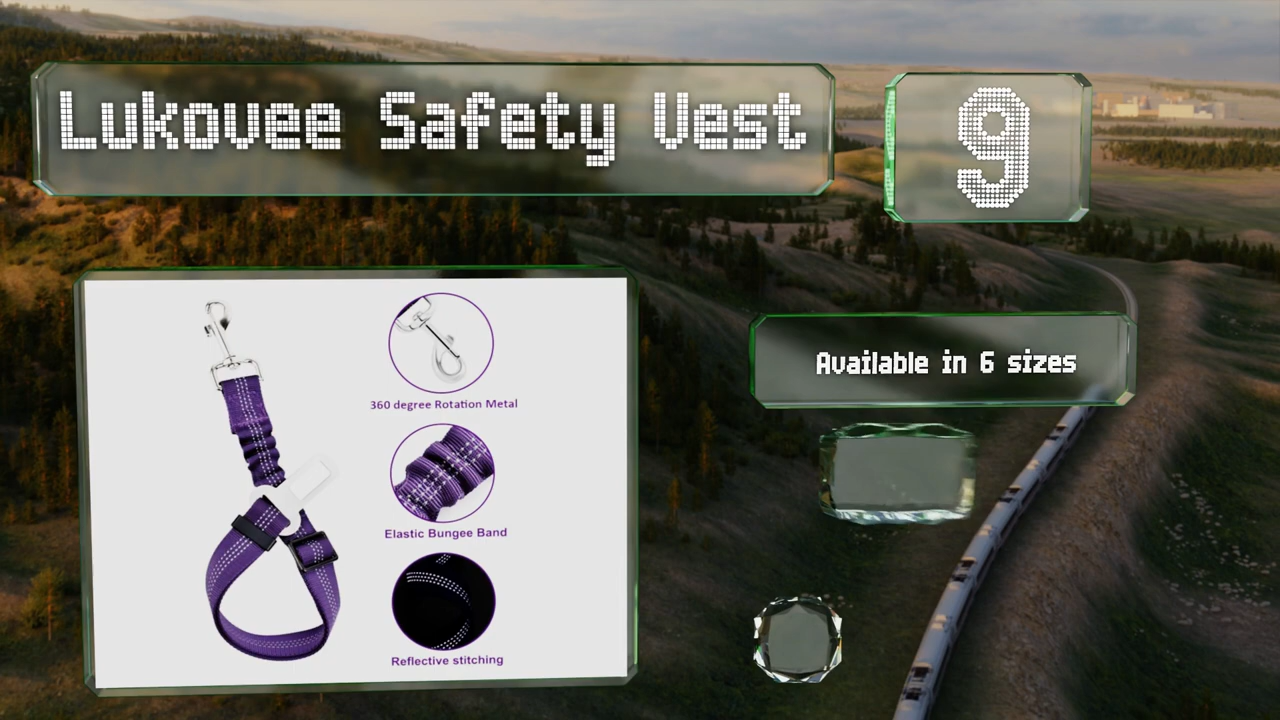 Lukovee Safety Vest
9
Available in 6 sizes
360 degree Rotation Metal
Elastic Bungee Band
Reflective stitching